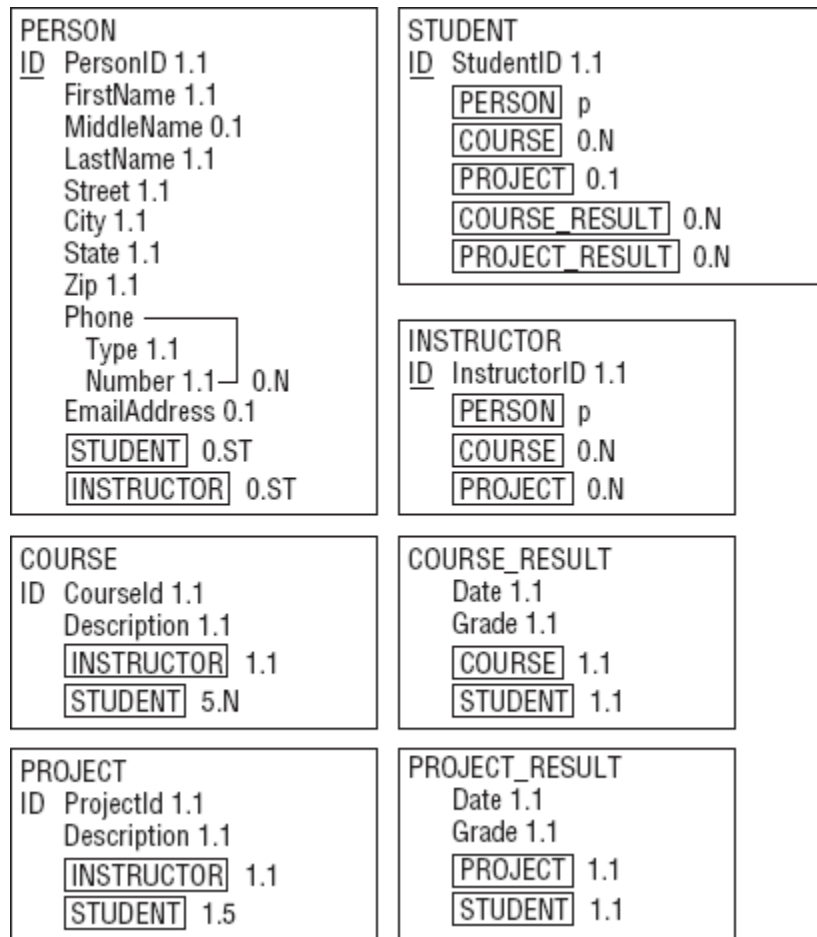 PERSON
ID PersonID 1.1
FirstName 1.1
MiddleName 0.1
LastName 1.1
Street 1.1
City 1.1
State 1.1
Zip 1.1
Phone
Type 1.1
Number 1.1 0.N
EmailAddress 0.1
STUDENT 0.ST
INSTRUCTOR 0.ST
STUDENT
ID StudentID 1.1
PERSON p
COURSE 0.N
PROJECT 0.1
COURSE_RESULT 0.N
PROJECT_RESULT 0.N
INSTRUCTOR
ID InstructorID 1.1
PERSON p
COURSE 0.N
PROJECT 0.N
COURSE
ID CourseId 1.1
Description 1.1
INSTRUCTOR 1.1
STUDENT 5.N
COURSE_RESULT
Date 1.1
Grade 1.1
COURSE 1.1
STUDENT 1.1
PROJECT
ID ProjectId 1.1
Description 1.1
INSTRUCTOR 1.1
STUDENT 1.5
PROJECT_RESULT
Date 1.1
Grade 1.1
PROJECT 1.1
STUDENT 1.1